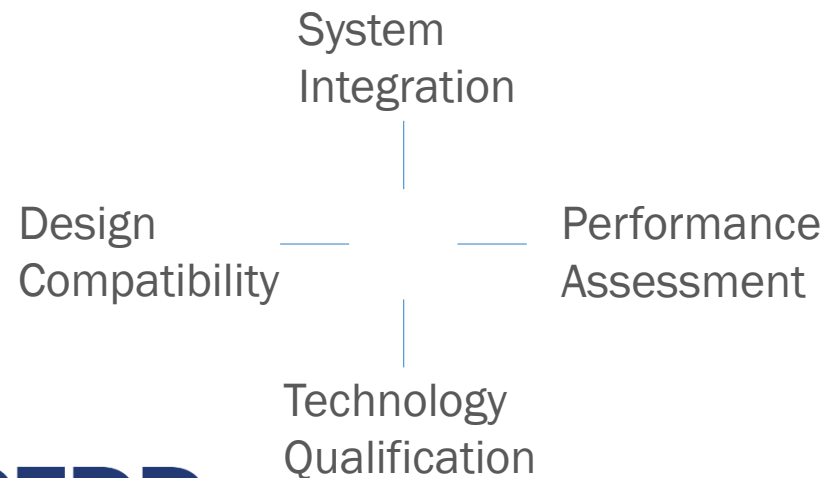 System
Integration
Design
Compatibility
Performance
Assessment
Technology
Qualification